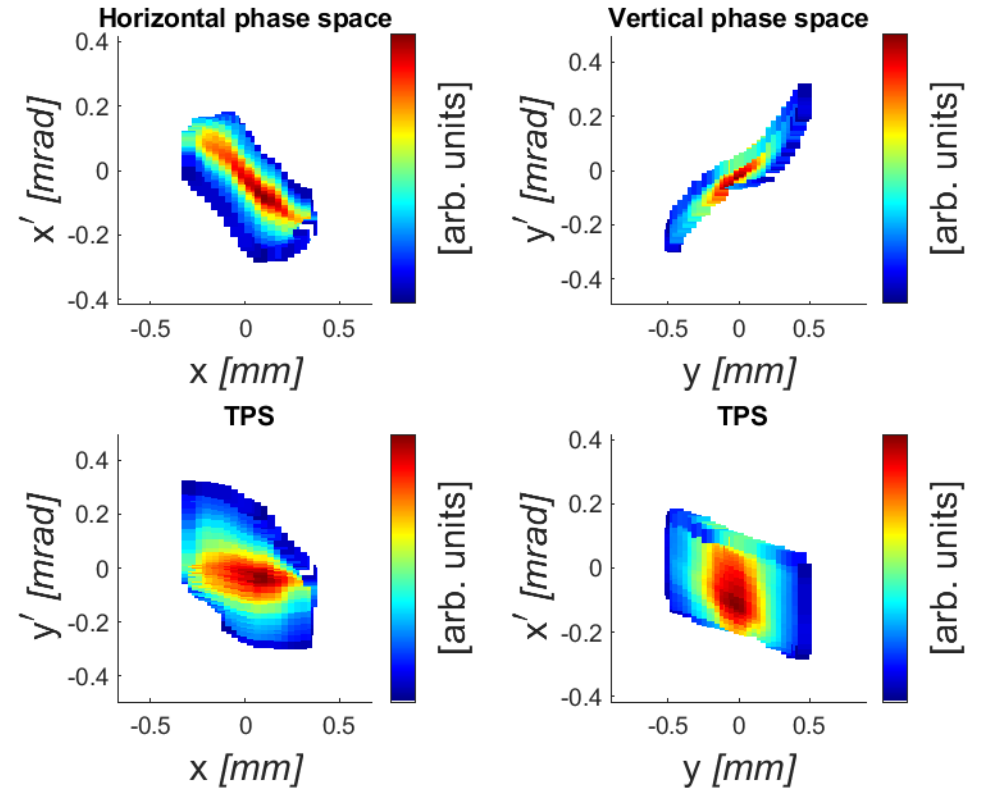 Horizontal phase space
0.4
0.2
0
-0.2
-0.4
x′ [mrad]
-0.5 0 0.5
x [mm]
[arb. units]
Vertical phase space
0.4
0.2
0
-0.2
-0.4
y′ [mrad]
-0.5 0 0.5
y [mm]
[arb. units]
TPS
0.4
0.2
0
-0.2
-0.4
y′ [mrad]
-0.5 0 0.5
x [mm]
[arb. units]
TPS
0.4
0.2
0
-0.2
-0.4
x′ [mrad]
-0.5 0 0.5
y [mm]
[arb. units]